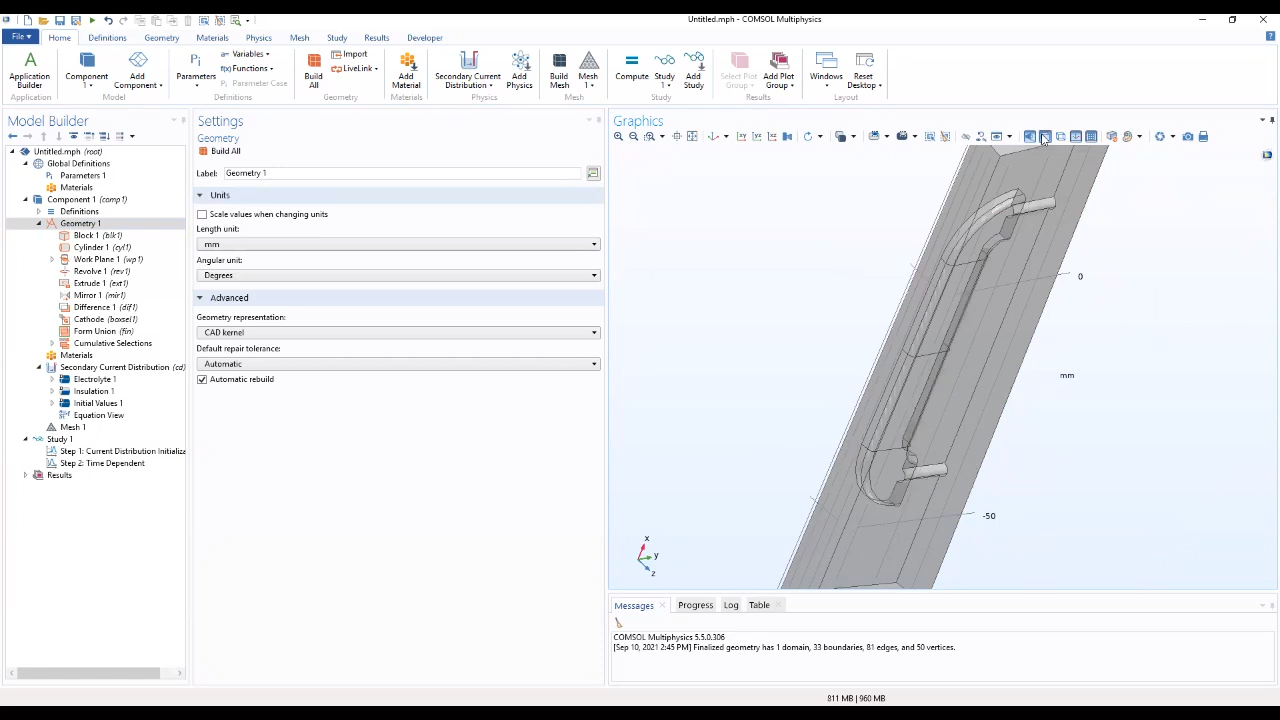 Untitled.mph - COMSOL Multiphysics
File
Home
Definitions
Geometry
Materials
Physics
Mesh
Study
Results
Developer
Application
Builder
Application
Component
1
Add
Component
Model
Parameters
1
Variables
Functions
Parameter Case
Definitions
Build
All
Import
LiveLink
Geometry
Add
Material
Materials
Secondary Current
Distribution
Add
Physics
Physics
Build
Mesh
Mesh
1
Mesh
Compute
Study
1
Add
Study
Study
Select Plot
Group
Add Plot
Group
Results
Windows
Reset
Desktop
Layout
Model Builder
Untitled.mph (root)
Global Definitions
Parameters 1
Materials
Component 1 (comp1)
Definitions
Geometry 1
Block 1 (blk1)
Cylinder 1 (cyl1)
Work Plane 1 (wp1)
Revolve 1 (rev1)
Extrude 1 (ext1)
Mirror 1 (mir1)
Difference 1 (dif1)
Cathode (boxsel1)
Form Union (fin)
Cumulative Selections
Materials
Secondary Current Distribution (cd)
Electrolyte 1
Insulation 1
Initial Values 1
Equation View
Mesh 1
Study 1
Step 1: Current Distribution Initializa
Step 2: Time Dependent
Results
Settings
Geometry
Build All
Label: Geometry 1
Units
Scale values when changing units
Length unit:
mm
Angular unit:
Degrees
Advanced
Geometry representation:
CAD kernel
Default repair tolerance:
Automatic
Automatic rebuild
Graphics
0
mm
-50
x
y
z
Messages
Progress
Log
Table
COMSOL Multiphysics 5.5.0.306
[Sep 10, 2021 2:45 PM] Finalized geometry has 1 domain, 33 boundaries, 81 edges, and 50 vertices.
811 MB | 960 MB